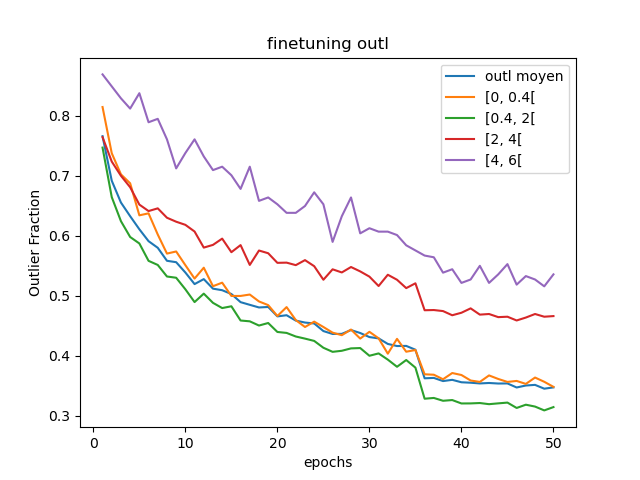 finetuning outl
outl moyen
[0, 0.4[
[0.4, 2[
[2, 4[
[4, 6[
Outlier Fraction
0.8
0.7
0.6
0.5
0.4
0.3
0 10 20 30 40 50
epochs